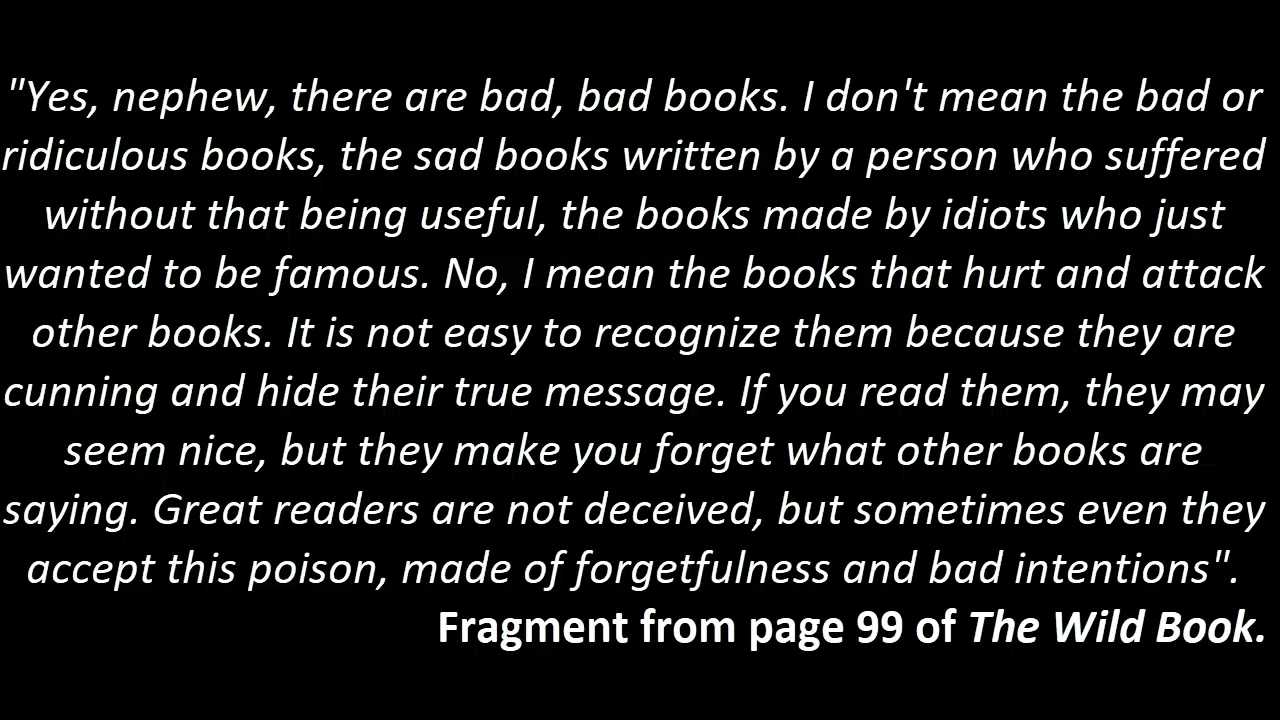 "Yes, nephew, there are bad, bad books. I don't mean the bad or
ridiculous books, the sad books written by a person who suffered
without that being useful, the books made by idiots who just
wanted to be famous. No, I mean the books that hurt and attack
other books. It is not easy to recognize them because they are
cunning and hide their true message. If you read them, they may
seem nice, but they make you forget what other books are
saying. Great readers are not deceived, but sometimes even they
accept this poison, made of forgetfulness and bad intentions".
Fragment from page 99 of The Wild Book.